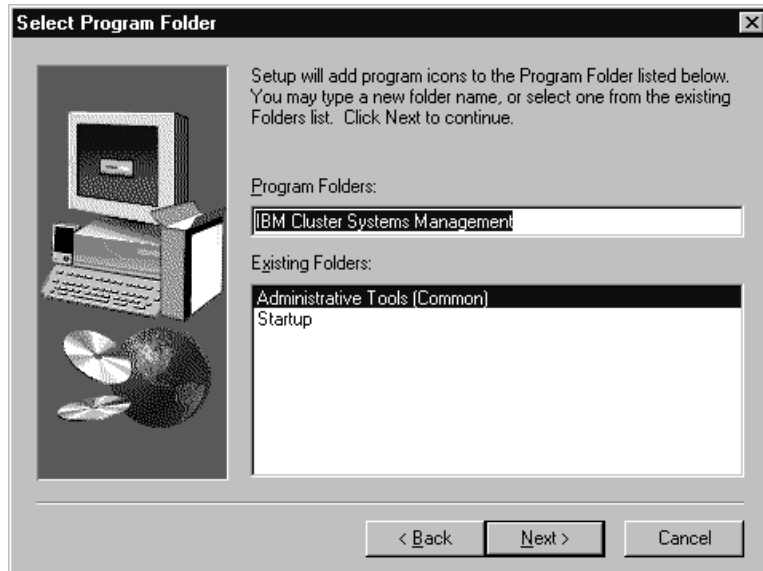 Select Program Folder
Setup will add program icons to the Program Folder listed below.
You may type a new folder name, or select one from the existing
Folders list. Click Next to continue.
Program Folders:
IBM Cluster Systems Management
Existing Folders:
Administrative Tools (Common)
Startup
< Back
Next >
Cancel